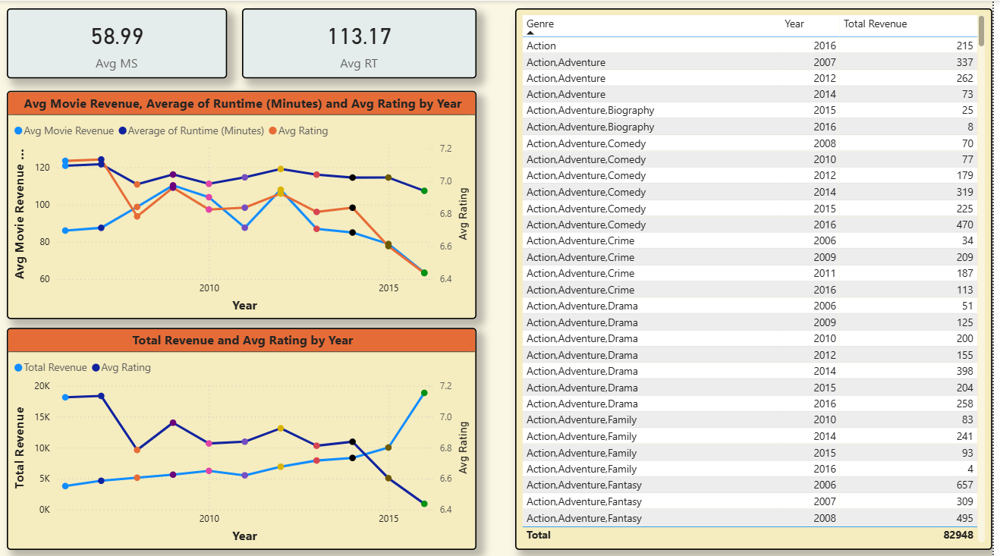 58.99
Avg MS
113.17
Avg RT
Avg Movie Revenue, Average of Runtime (Minutes) and Avg Rating by Year
Avg Movie Revenue Average of Runtime (Minutes) Avg Rating
Avg Movie Revenue ...
120
100
80
60
7.2
7.0
6.8
6.6
6.4
Avg Rating
2010 2015
Year
Total Revenue and Avg Rating by Year
Total Revenue Avg Rating
Total Revenue
20K
15K
10K
5K
0K
7.2
7.0
6.8
6.6
6.4
Avg Rating
2010 2015
Year
Genre Year Total Revenue
Action 2016 215
Action,Adventure 2007 337
Action,Adventure 2012 262
Action,Adventure 2014 73
Action,Adventure,Biography 2015 25
Action,Adventure,Biography 2016 8
Action,Adventure,Comedy 2008 70
Action,Adventure,Comedy 2010 77
Action,Adventure,Comedy 2012 179
Action,Adventure,Comedy 2014 319
Action,Adventure,Comedy 2015 225
Action,Adventure,Comedy 2016 470
Action,Adventure,Crime 2006 34
Action,Adventure,Crime 2009 209
Action,Adventure,Crime 2011 187
Action,Adventure,Crime 2016 113
Action,Adventure,Drama 2006 51
Action,Adventure,Drama 2009 125
Action,Adventure,Drama 2010 200
Action,Adventure,Drama 2012 155
Action,Adventure,Drama 2014 398
Action,Adventure,Drama 2015 204
Action,Adventure,Drama 2016 258
Action,Adventure,Family 2010 83
Action,Adventure,Family 2014 241
Action,Adventure,Family 2015 93
Action,Adventure,Family 2016 4
Action,Adventure,Fantasy 2006 657
Action,Adventure,Fantasy 2007 309
Action,Adventure,Fantasy 2008 495
Total 82948